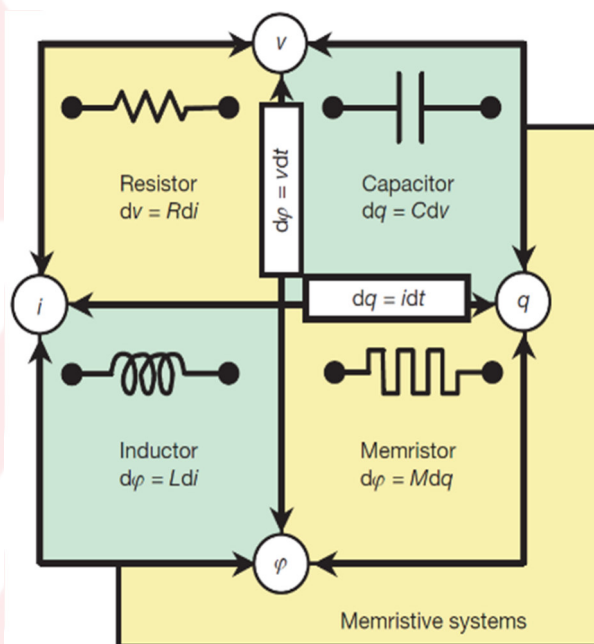 v
Resistor
dv = Rdi
dφ = vdt
Capacitor
dq = Cdv
i
dq = idt
q
Inductor
dφ = Ldi
Memristor
dφ = Mdq
φ
Memristive systems